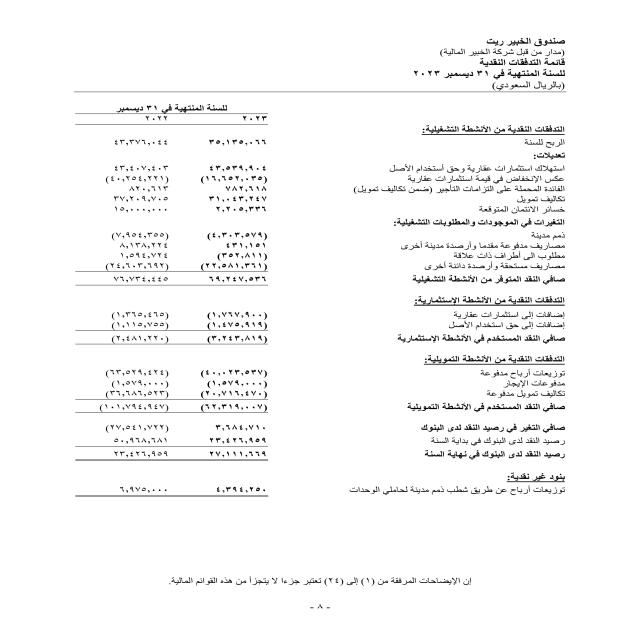 صندوق الخبير ريت
(مدار من قبل شركة الخبير المالية)
قائمة التدفقات النقدية
للسنة المنتهية في ٣١ ديسمبر ٢٠٢٣
(بالريال السعودي)
للسنة المنتهية في ٣١ ديسمبر
٢٠٢٣ ٢٠٢٢
التدفقات النقدية من الأنشطة التشغيلية:
الربح للسنة ٣٥,١٣٥,٠٦٦ ٤٣,٣٧٦,٠٤٤
تعديلات:
استهلاك استثمارات عقارية وحق أستخدام الأصل ٤٣,٥٣٩,٩٠٤ ٤٣,٤٠٧,٤٠٣
عكس الإنخفاض في قيمة استثمارات عقارية (١٦,٦٥٢,٠٣٥) (٤٠,٢٥٤,٢٢١)
الفائدة المحملة على التزامات التأجير (ضمن تكاليف تمويل) ٧٨٢,٦١٨ ٨٢٠,٦١٣
تكاليف تمويل ٣١,٠٤٣,٢٤٧ ٣٧,٢٠٩,٧٠٥
خسائر الائتمان المتوقعة ٢,٢٠٥,٣٣٦ ١٥,٠٠٠,٠٠٠
التغيرات في الموجودات والمطلوبات التشغيلية:
ذمم مدينة (٤,٣٠٣,٥٧٩) (٧,٩٥٤,٣٥٥)
مصاريف مدفوعة مقدما وأرصدة مدينة أخرى ٤٣١,١٥١ ٨,١٣٨,٢٢٤
مطلوب الى أطراف ذات علاقة (٣٥٢,٨١١) ١,٥٩٤,٧٢٤
مصاريف مستحقة وأرصدة دائنة أخرى (٢٢,٥٨١,٣٦١) (٢٤,٦٠٣,٦٩٢)
صافي النقد المتوفر من الأنشطة التشغيلية ٦٩,٢٤٧,٥٣٦ ٧٦,٧٣٤,٤٤٥
التدفقات النقدية من الأنشطة الإستثمارية:
إضافات إلى استثمارات عقارية (١,٧٦٧,٩٠٠) (١,٣٦٥,٤٦٥)
إضافات إلى حق استخدام الأصل (١,٤٧٥,٩١٩) (١,١١٥,٧٥٥)
صافي النقد المستخدم في الأنشطة الإستثمارية (٣,٢٤٣,٨١٩) (٢,٤٨١,٢٢٠)
التدفقات النقدية من الأنشطة التمويلية:
توزيعات أرباح مدفوعة (٤٠,٠٢٣,٥٣٧) (٦٣,٥٢٩,٤٢٤)
مدفوعات الإيجار (١,٥٧٩,٠٠٠) (١,٥٧٩,٠٠٠)
تكاليف تمويل مدفوعة (٢٠,٧١٦,٤٧٠) (٣٦,٦٨٦,٥٢٣)
صافي النقد المستخدم في الأنشطة التمويلية (٦٢,٣١٩,٠٠٧) (١٠١,٧٩٤,٩٤٧)
صافي التغير في رصيد النقد لدى البنوك ٣,٦٨٤,٧١٠ (٢٧,٥٤١,٧٢٢)
رصيد النقد لدى البنوك في بداية السنة ٢٣,٤٢٦,٩٥٩ ٥٠,٩٦٨,٦٨١
رصيد النقد لدى البنوك في نهاية السنة ٢٧,١١١,٦٦٩ ٢٣,٤٢٦,٩٥٩
بنود غير نقدية:
توزيعات أرباح عن طريق شطب ذمم مدينة لحاملي الوحدات ٤,٣٩٤,٢٥٠ ٦,٩٧٥,٠٠٠
إن الإيضاحات المرفقة من (١) إلى (٢٤) تعتبر جزءا لا يتجزأ من هذه القوائم المالية.
- ٨ -